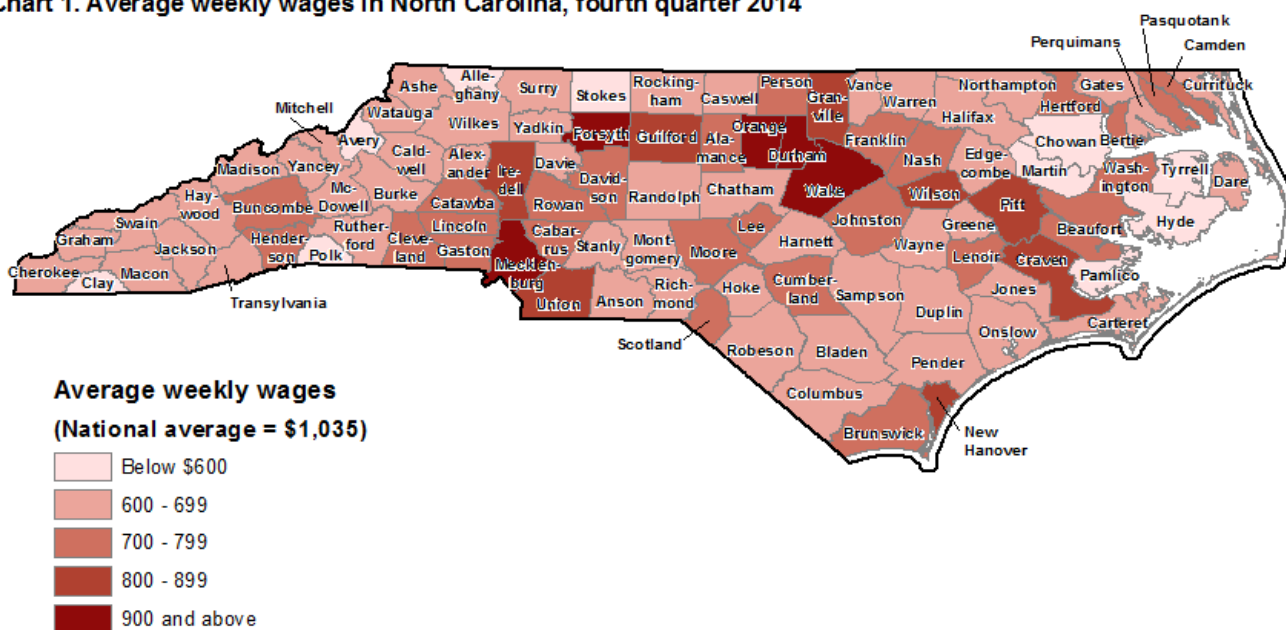 Chart 1. Average weekly wages in North Carolina, fourth quarter 2014
Pasquotank
Perquimans
Camden
Ashe
Alle-
ghany
Surry
Stokes
Rocking-
ham
Caswell
Person
Gran-
ville
Vance
Warren
Northampton
Gates
Currituck
Hertford
Halifax
Mitchell
Watauga
Wilkes
Yadkin
Forsyth
Guilford
Ala-
mance
Orange
Durham
Franklin
Nash
Edge-
combe
Chowan
Bertie
Avery
Madison
Yancey
Cald-
well
Alex-
ander
Ire-
dell
Davie
David-
son
Randolph
Chatham
Wake
Wilson
Martin
Wash-
ington
Tyrrell
Dare
Hay-
wood
Buncombe
Mc-
Dowell
Burke
Catawba
Rowan
Pitt
Hyde
Swain
Graham
Jackson
Hender-
son
Ruther-
ford
Polk
Cleve-
land
Lincoln
Gaston
Cabar-
rus
Stanly
Mont-
gomery
Moore
Lee
Harnett
Johnston
Wayne
Greene
Lenoir
Beaufort
Craven
Pamlico
Cherokee
Clay
Macon
Transylvania
Mecklen-
burg
Union
Anson
Rich-
mond
Scotland
Hoke
Cumber-
land
Sampson
Duplin
Jones
Onslow
Carteret
Robeson
Bladen
Pender
Columbus
Brunswick
New
Hanover
Average weekly wages
(National average = $1,035)
Below $600
600 - 699
700 - 799
800 - 899
900 and above